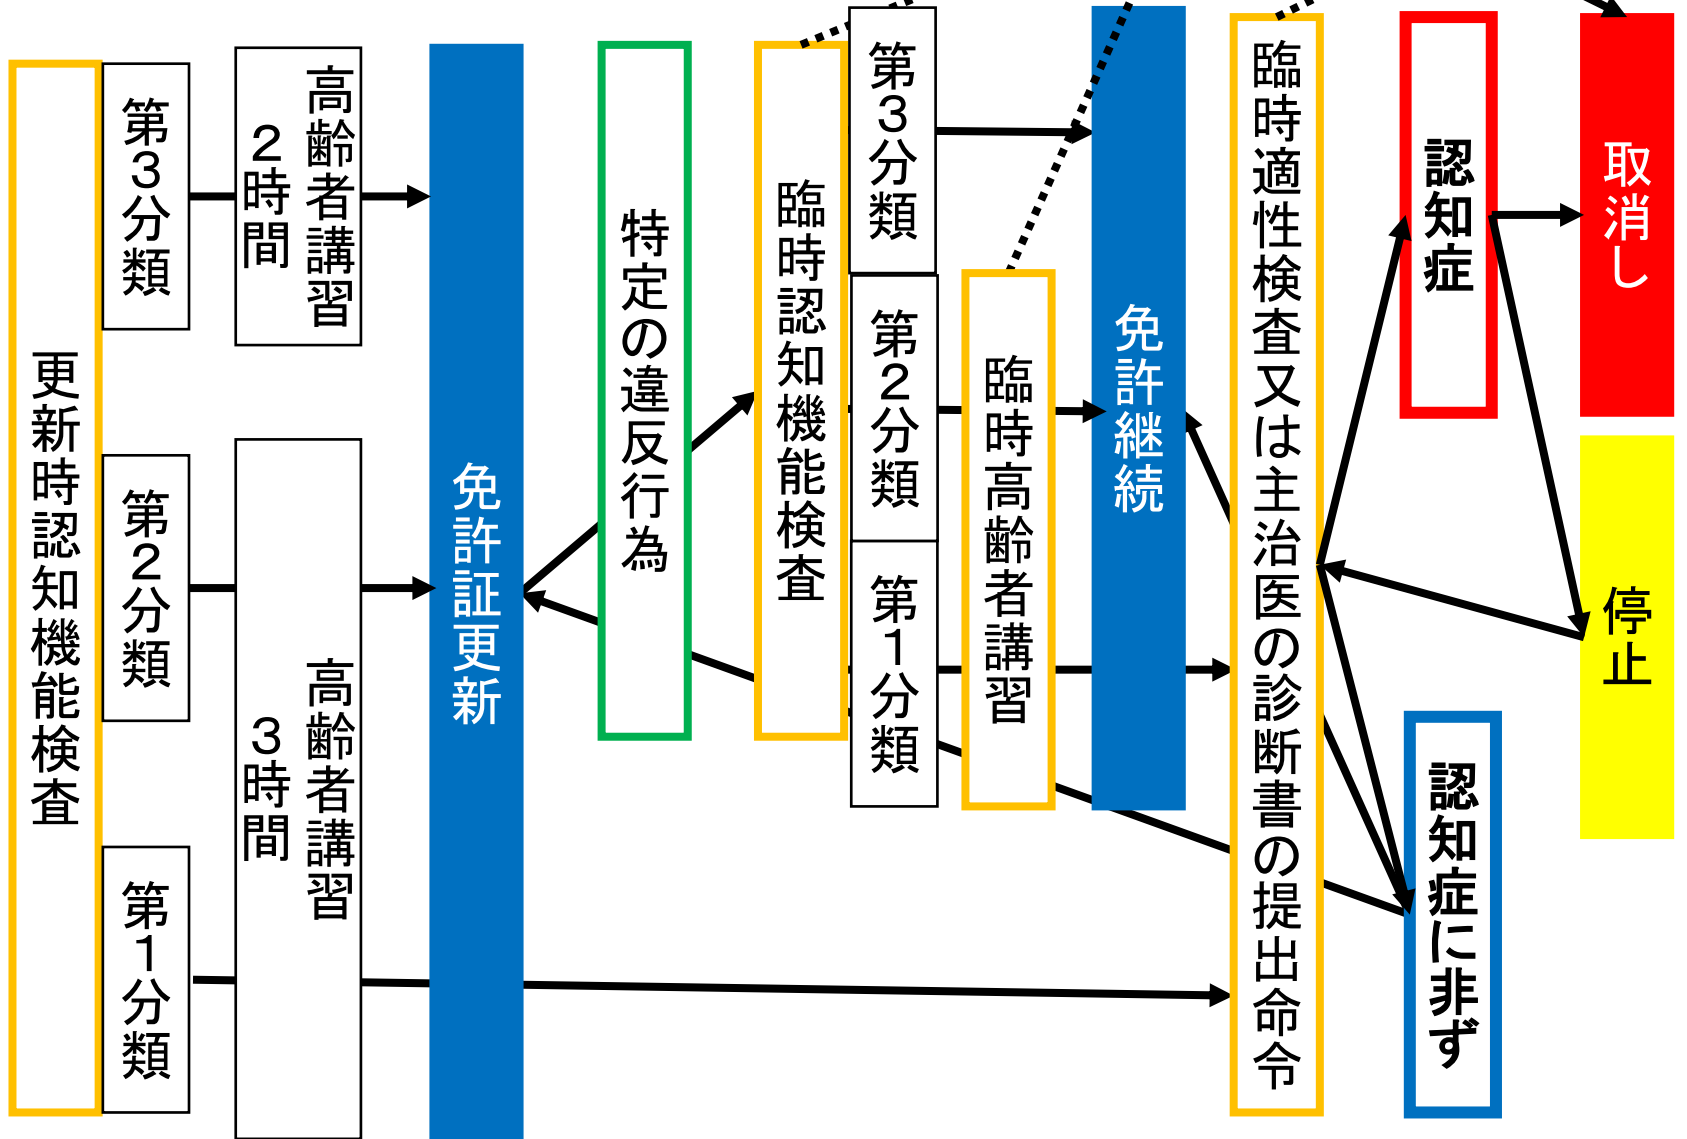 更新時認知機能検査
第３分類
第２分類
第１分類
高齢者講習
２時間
高齢者講習
３時間
免許証更新
特定の違反行為
臨時認知機能検査
第３分類
第２分類
第１分類
臨時高齢者講習
免許継続
臨時適性検査又は主治医の診断書の提出命令
認知症
認知症に非ず
取消し
停止